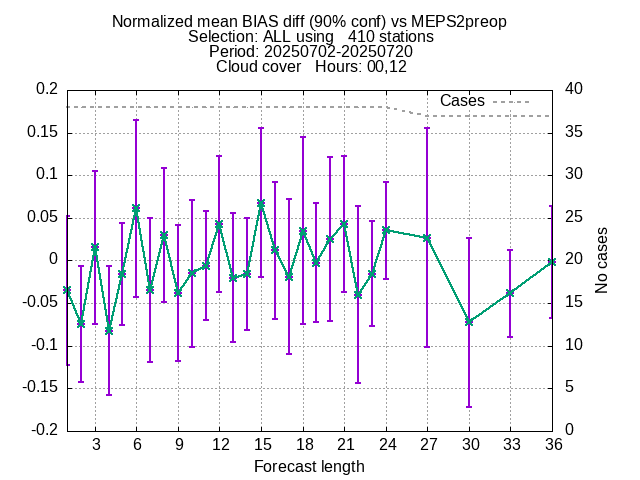 Normalized mean BIAS diff (90% conf) vs MEPS2preop
Selection: ALL using   410 stations
Period: 20250702-20250720
Cloud cover   Hours: 00,12
Cases
0.2
0.15
0.1
0.05
0
-0.05
-0.1
-0.15
-0.2
40
35
30
25
20
15
10
5
0
No cases
3 6 9 12 15 18 21 24 27 30 33 36
Forecast length